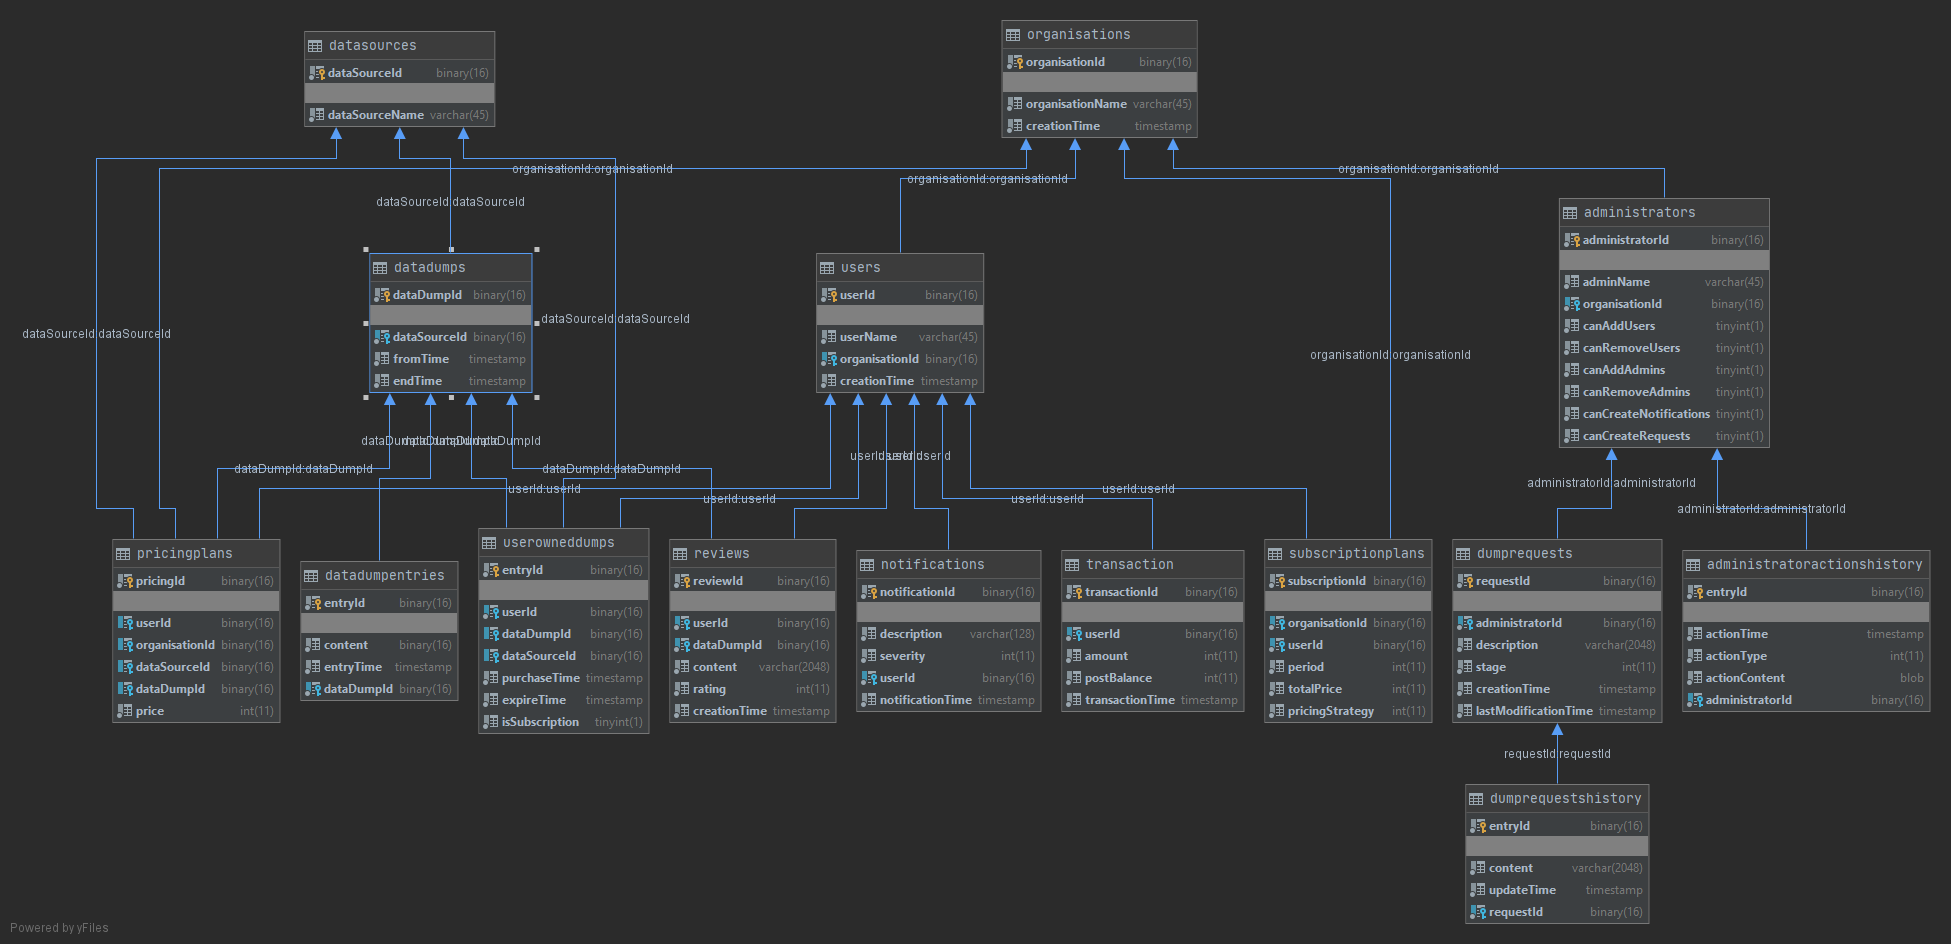 datasources
dataSourceId binary(16)
dataSourceName varchar(45)
organisations
organisationId binary(16)
organisationName varchar(45)
creationTime timestamp
organisationId:organisationId
organisationId:organisationId
organisationId:organisationId
dataSourceId:dataSourceId
administrators
administratorId binary(16)
adminName varchar(45)
organisationId binary(16)
canAddUsers tinyint(1)
canRemoveUsers tinyint(1)
canAddAdmins tinyint(1)
canRemoveAdmins tinyint(1)
canCreateNotifications tinyint(1)
canCreateRequests tinyint(1)
datadumps
dataDumpId binary(16)
dataSourceId binary(16)
fromTime timestamp
endTime timestamp
users
userId binary(16)
userName varchar(45)
organisationId binary(16)
creationTime timestamp
dataSourceId:dataSourceId
dataSourceId:dataSourceId
organisationId:organisationId
dataDumpId:dataDumpId
dataDumpId:dataDumpId
userId:userId
userId:userId
dataDumpId:dataDumpId
dataDumpId:dataDumpId
administratorId:administratorId
userId:userId
userId:userId
userId:userId
userId:userId
administratorId:administratorId
pricingplans
pricingId binary(16)
userId binary(16)
organisationId binary(16)
dataSourceId binary(16)
dataDumpId binary(16)
price int(11)
datadumpentries
entryId binary(16)
content binary(16)
entryTime timestamp
dataDumpId binary(16)
userowneddumps
entryId binary(16)
userId binary(16)
dataDumpId binary(16)
dataSourceId binary(16)
purchaseTime timestamp
expireTime timestamp
isSubscription tinyint(1)
reviews
reviewId binary(16)
userId binary(16)
dataDumpId binary(16)
content varchar(2048)
rating int(11)
creationTime timestamp
notifications
notificationId binary(16)
description varchar(128)
severity int(11)
userId binary(16)
notificationTime timestamp
transaction
transactionId binary(16)
userId binary(16)
amount int(11)
postBalance int(11)
transactionTime timestamp
subscriptionplans
subscriptionId binary(16)
organisationId binary(16)
userId binary(16)
period int(11)
totalPrice int(11)
pricingStrategy int(11)
dumprequests
requestId binary(16)
administratorId binary(16)
description varchar(2048)
stage int(11)
creationTime timestamp
lastModificationTime timestamp
administratoractionshistory
entryId binary(16)
actionTime timestamp
actionType int(11)
actionContent blob
administratorId binary(16)
requestId:requestId
dumprequestshistory
entryId binary(16)
content varchar(2048)
updateTime timestamp
requestId binary(16)
Powered by yFiles